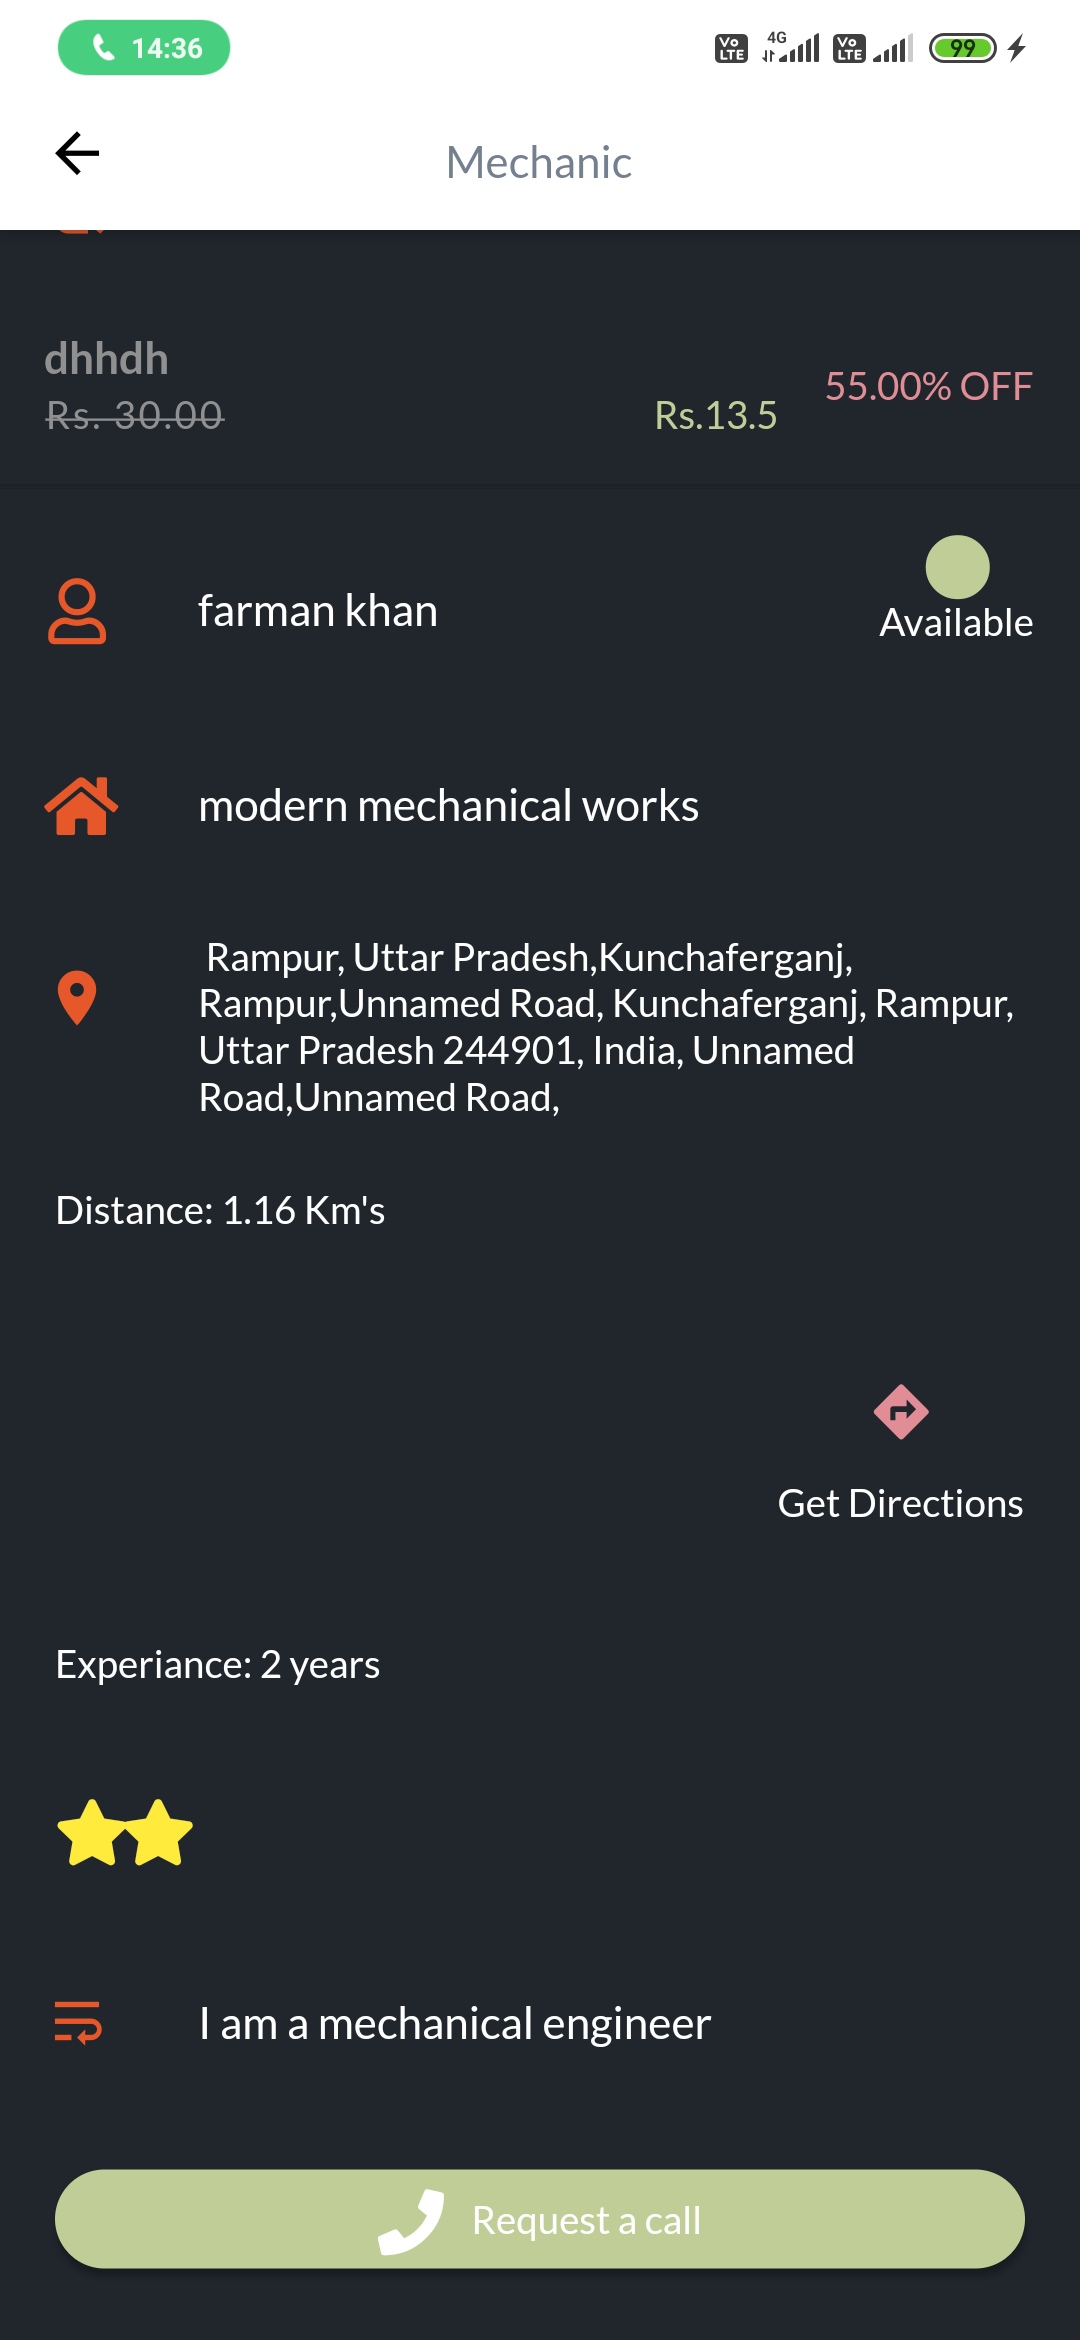 14:36
Vo LTE 4G Vo LTE 99
Mechanic
dhhdh
Rs. 30.00
Rs.13.5
55.00% OFF
farman khan
Available
modern mechanical works
Rampur, Uttar Pradesh,Kunchaferganj,
Rampur,Unnamed Road, Kunchaferganj, Rampur,
Uttar Pradesh 244901, India, Unnamed
Road,Unnamed Road,
Distance: 1.16 Km's
Get Directions
Experiance: 2 years
I am a mechanical engineer
Request a call